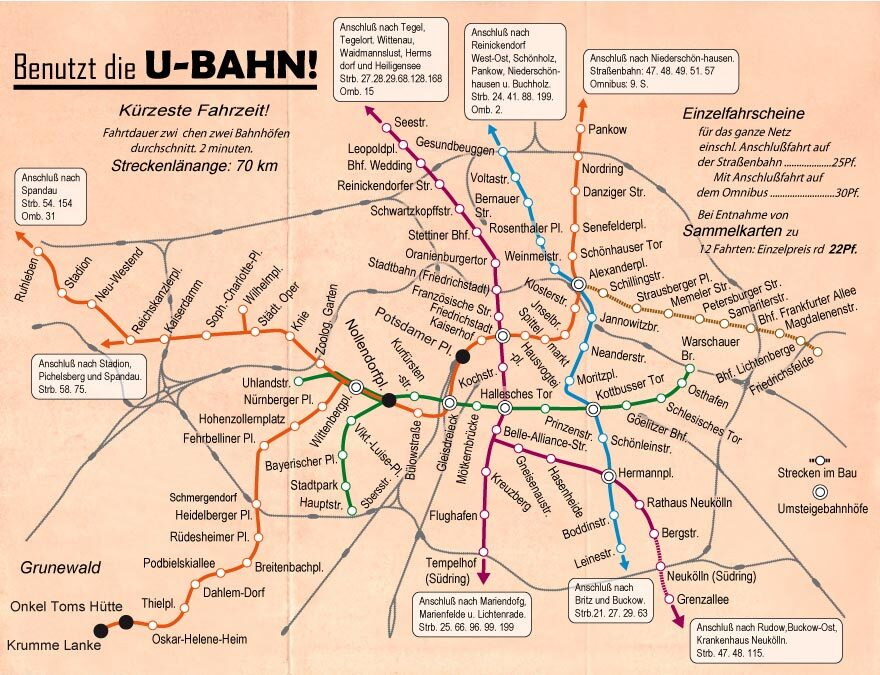 Benutzt die U-BAHN!
Kürzeste Fahrzeit!
Fahrtdauer zwi chen zwei Bahnhöfen
durchschnitt. 2 minuten.
Streckenlänange: 70 km
Anschluß nach Tegel,
Tegelort. Wittenau,
Waidmannslust, Herms
dorf und Heiligensee
Strb. 27.28.29.68.128.168
Omb. 15
Anschluß nach
Reinickendorf
West-Ost, Schönholz,
Pankow, Niederschön-
hausen u. Buchholz.
Strb. 24. 41. 88. 199.
Omb. 2.
Anschluß nach Niederschön-hausen.
Straßenbahn: 47. 48. 49. 51. 57
Omnibus: 9. S.
Einzelfahrscheine
für das ganze Netz
einschl. Anschlußfahrt auf
der Straßenbahn ..................25Pf.
Mit Anschlußfahrt auf
dem Omnibus .......................30Pf.
Bei Entnahme von
Sammelkarten zu
12 Fahrten: Einzelpreis rd 22Pf.
Anschluß nach
Spandau
Strb. 54. 154
Omb. 31
Anschluß nach Stadion,
Pichelsberg und Spandau.
Strb. 58. 75.
Seestr.
Leopoldpl.
Bhf. Wedding
Reinickendorfer Str.
Schwartzkopffstr.
Stettiner Bhf.
Oranienburgertor
Stadtbahn (Friedrichstadt)
Französische Str.
Friedrichstadt
-pl.
Kaiserhof
Potsdamer Pl.
Gesundbeuggen
Voltastr.
Bernauer
Str.
Rosenthaler Pl.
Weinmeistr.
Pankow
Nordring
Danziger Str.
Senefelderpl.
Schönhauser Tor
Alexanderpl.
Klosterstr.
Jnselbr.
Spittel
markt
Hausvogtei
Schillingstr.
Strausberger Pl.
Memeler Str.
Petersburger Str.
Samariterstr.
Bhf. Frankfurter Allee
Magdalenenstr.
Bhf. Lichtenberg
Friedrichsfelde
Jannowitzbr.
Neanderstr.
Moritzpl.
Kottbusser Tor
Warschauer
Br.
Osthafen
Schlesisches Tor
Goelitzer Bhf.
Prinzenstr.
Hallesches Tor
Mötkernbrücke
Gleisdreieck
Kochstr.
Kurfürsten
-str.
Bülowstraße
Nollendorfpl.
Wittenbergpl.
Zoolog. Garten
Knie
Städt. Oper
Wilhelmpl.
Soph.-Charlotte-Pl.
Kaiserdamm
Reichskanzlerpl.
Neu-Westend
Stadion
Ruhleben
Uhlandstr.
Nürnberger Pl.
Hohenzollernplatz
Fehrbelliner Pl.
Vikt.-Luise-Pl.
Bayerischer Pl.
Stadtpark
Hauptstr.
Sbersstr.
Schmergendorf
Heidelberger Pl.
Rüdesheimer Pl.
Breitenbachpl.
Podbielskiallee
Dahlem-Dorf
Thielpl.
Oskar-Helene-Heim
Onkel Toms Hütte
Krumme Lanke
Grunewald
Belle-Alliance-Str.
Gneisenaustr.
Hasenheide
Kreuzberg
Flughafen
Tempelhof
(Südring)
Schönleinstr.
Hermannpl.
Boddinstr.
Leinestr.
Rathaus Neukölln
Bergstr.
Neukölln (Südring)
Grenzallee
Strecken im Bau
Umsteigebahnhöfe
Anschluß nach Mariendofg,
Marienfelde u. Lichtenrade.
Strb. 25. 66. 96. 99. 199
Anschluß nach
Britz und Buckow.
Strb.21. 27. 29. 63
Anschluß nach Rudow,Buckow-Ost,
Krankenhaus Neukölln.
Strb. 47. 48. 115.